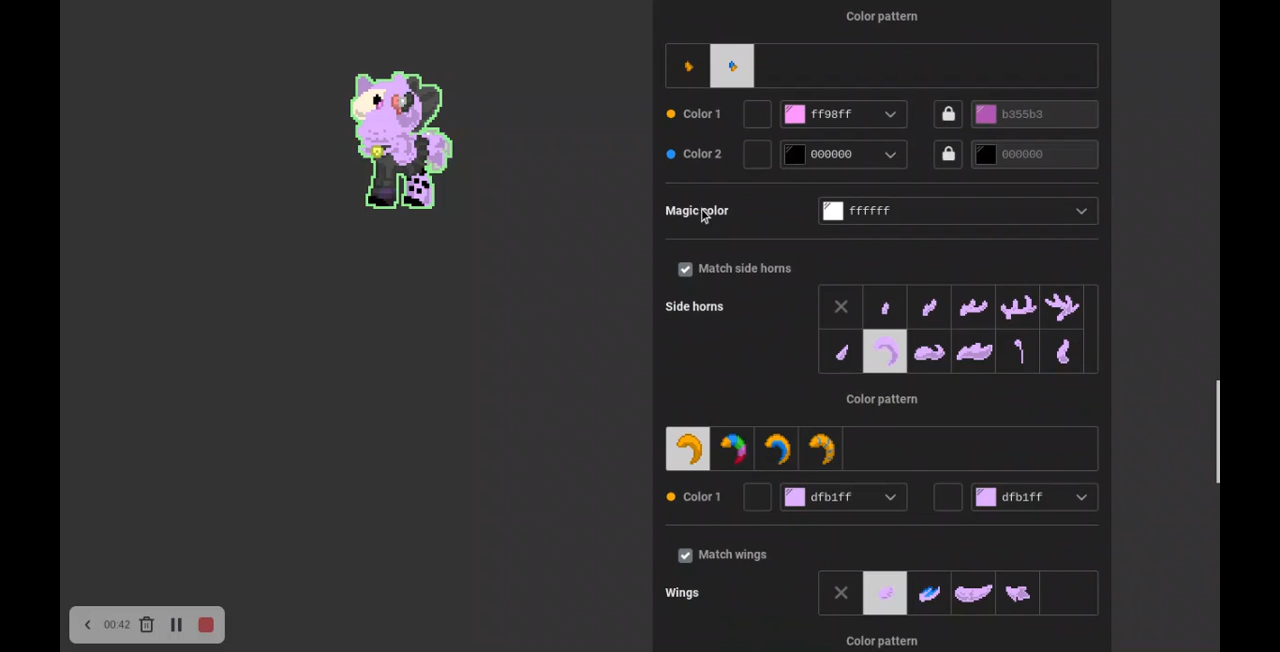 Color pattern
Color 1 ff98ff b355b3
Color 2 000000 000000
Magic color ffffff
Match side horns
Side horns
Color pattern
Color 1 dfb1ff dfb1ff
Match wings
Wings
Color pattern
00:42